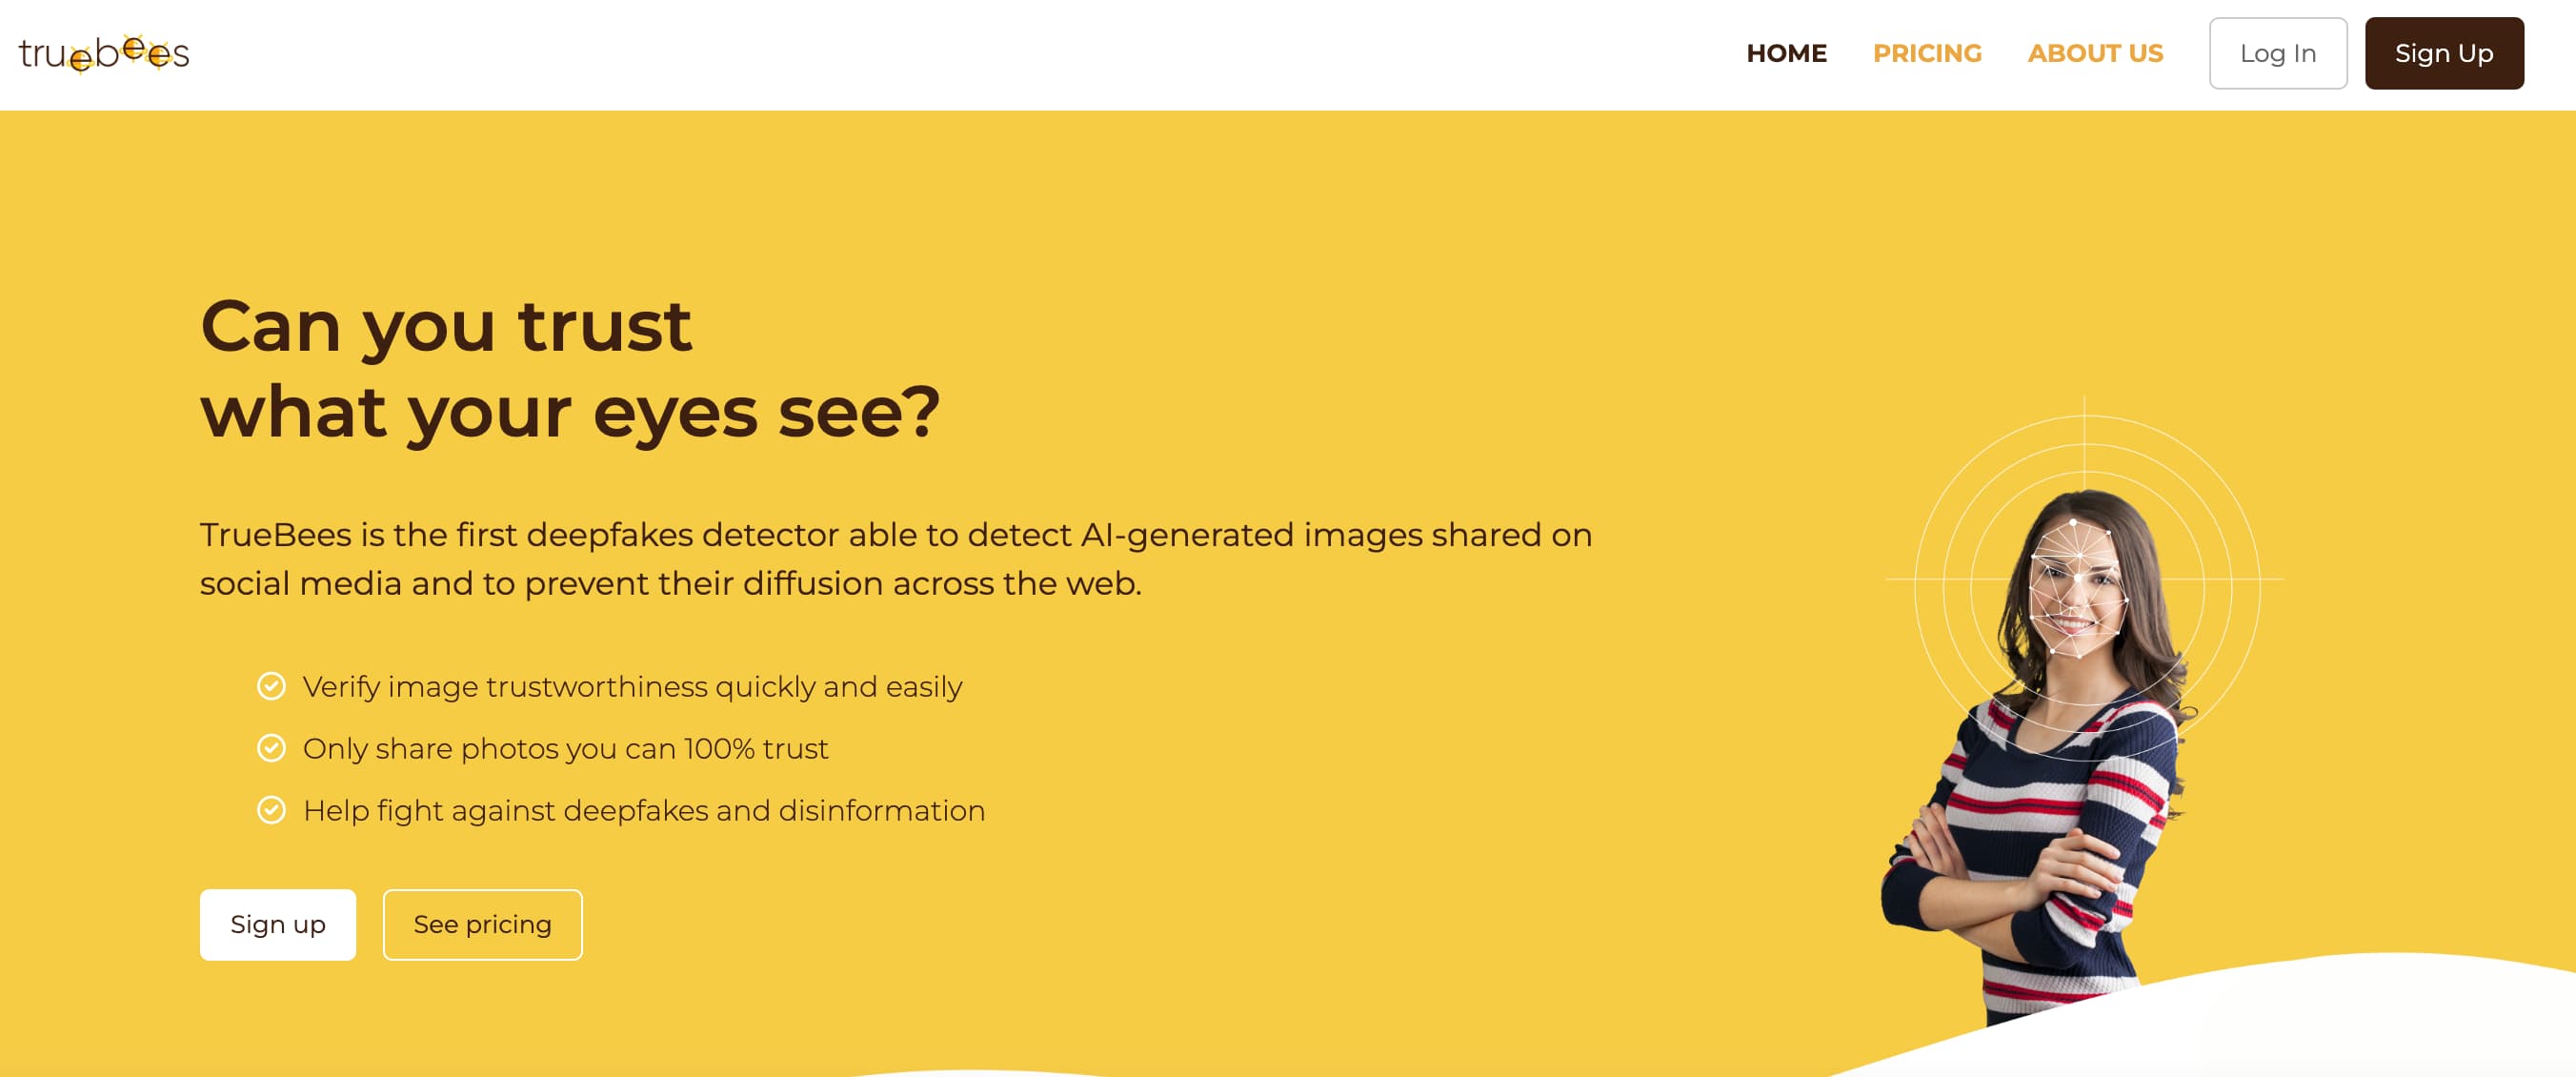 truebees
HOME
PRICING
ABOUT US
Log In
Sign Up
Can you trust
what your eyes see?
TrueBees is the first deepfakes detector able to detect AI-generated images shared on
social media and to prevent their diffusion across the web.
Verify image trustworthiness quickly and easily
Only share photos you can 100% trust
Help fight against deepfakes and disinformation
Sign up
See pricing